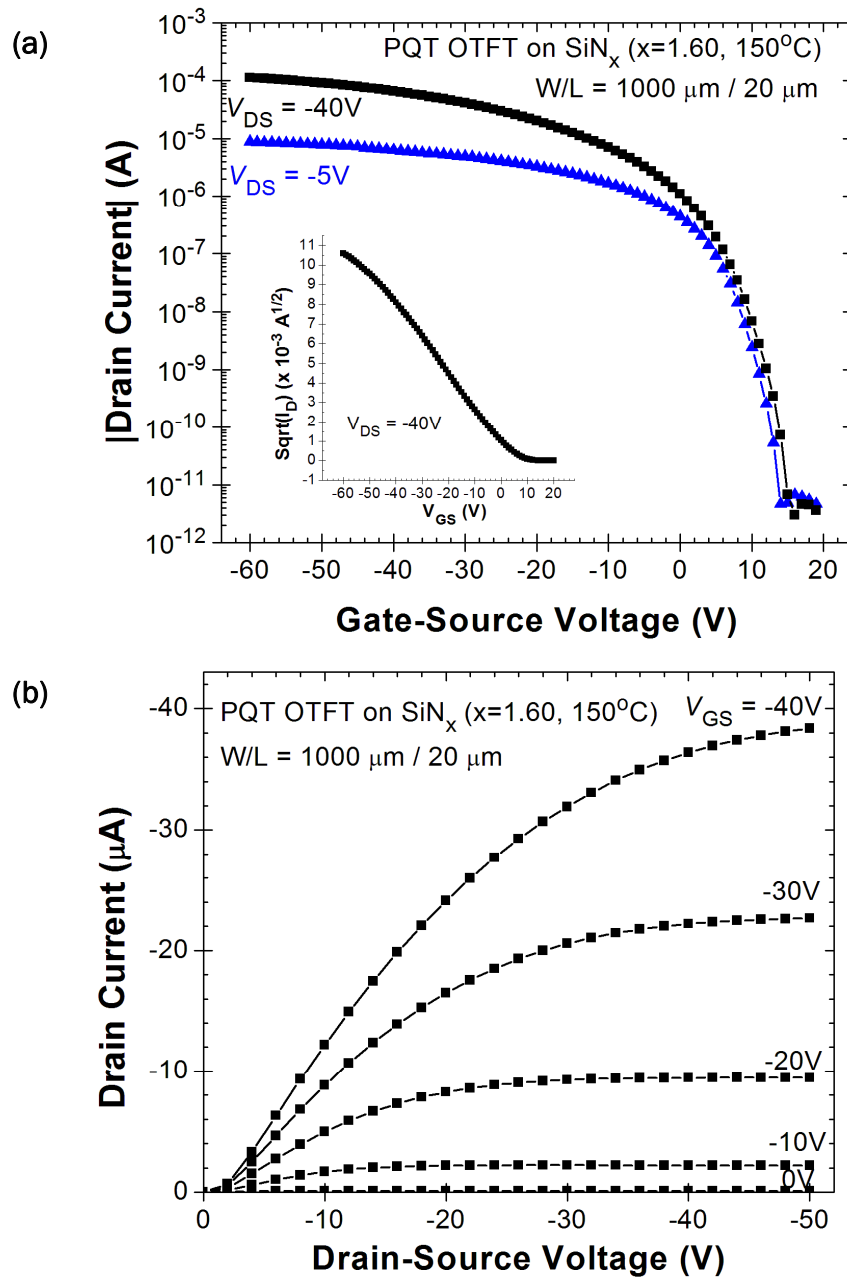 (a)
PQT OTFT on SiNx (x=1.60, 150oC)
W/L = 1000 μm / 20 μm
VDS = -40V
VDS = -5V
|Drain Current| (A)
10-3
10-4
10-5
10-6
10-7
10-8
10-9
10-10
10-11
10-12
-60 -50 -40 -30 -20 -10 0 10 20
Gate-Source Voltage (V)
Sqrt(ID) (x 10-3 A1/2)
11
10
9
8
7
6
5
4
3
2
1
0
-1
VDS = -40V
-60 -50 -40 -30 -20 -10 0 10 20
VGS (V)
(b)
PQT OTFT on SiNx (x=1.60, 150oC)
W/L = 1000 μm / 20 μm
VGS = -40V
-30V
-20V
-10V
0V
Drain Current (μA)
-40
-30
-20
-10
0
0 -10 -20 -30 -40 -50
Drain-Source Voltage (V)